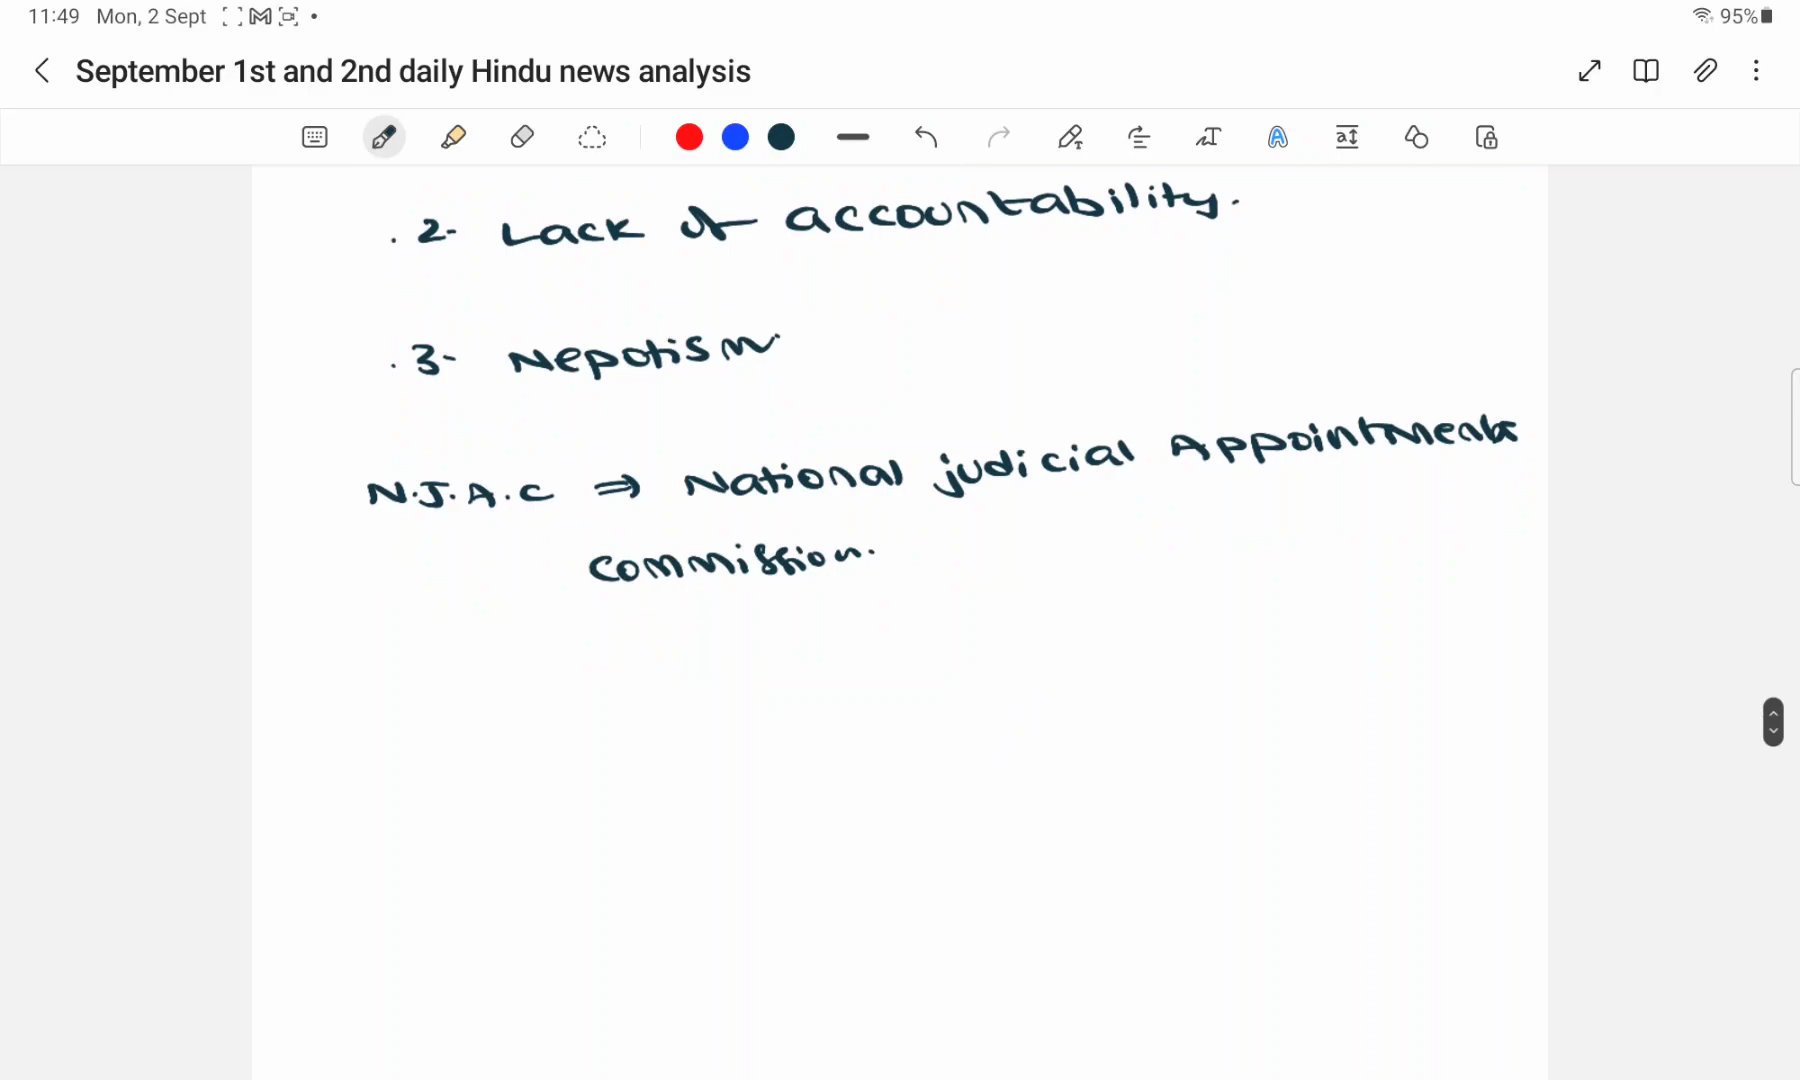 11:49 Mon, 2 Sept 95%
September 1st and 2nd daily Hindu news analysis
.2- Lack of accountability.
.3- Nepotism
N.J.A.C ⇒ National judicial Appointments
commission.